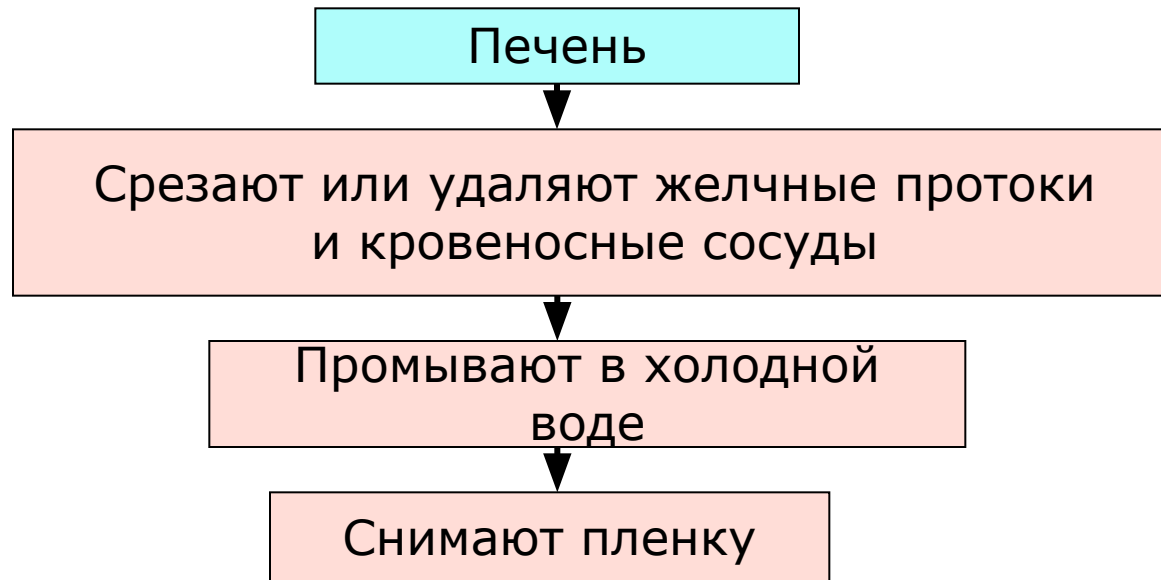 Печень
Срезают или удаляют желчные протоки
и кровеносные сосуды
Промывают в холодной
воде
Снимают пленку